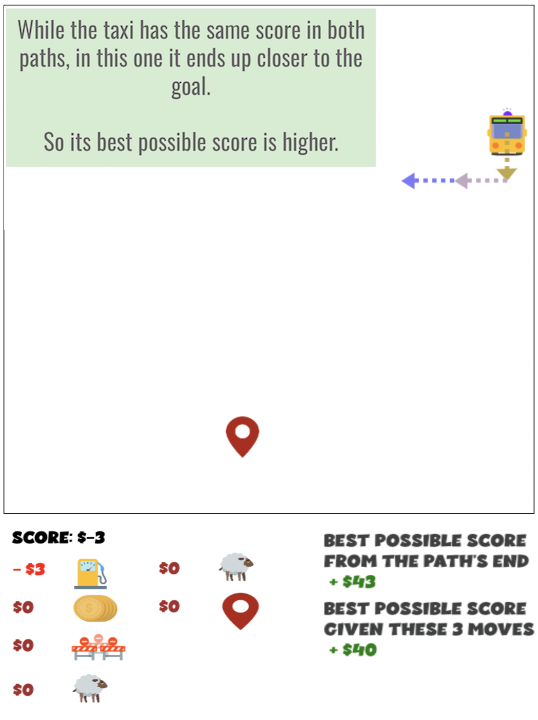 While the taxi has the same score in both
paths, in this one it ends up closer to the
goal.
So its best possible score is higher.
SCORE: $-3
- $3
$0
$0
$0
$0
$0
BEST POSSIBLE SCORE
FROM THE PATH'S END
+ $43
BEST POSSIBLE SCORE
GIVEN THESE 3 MOVES
+ $40